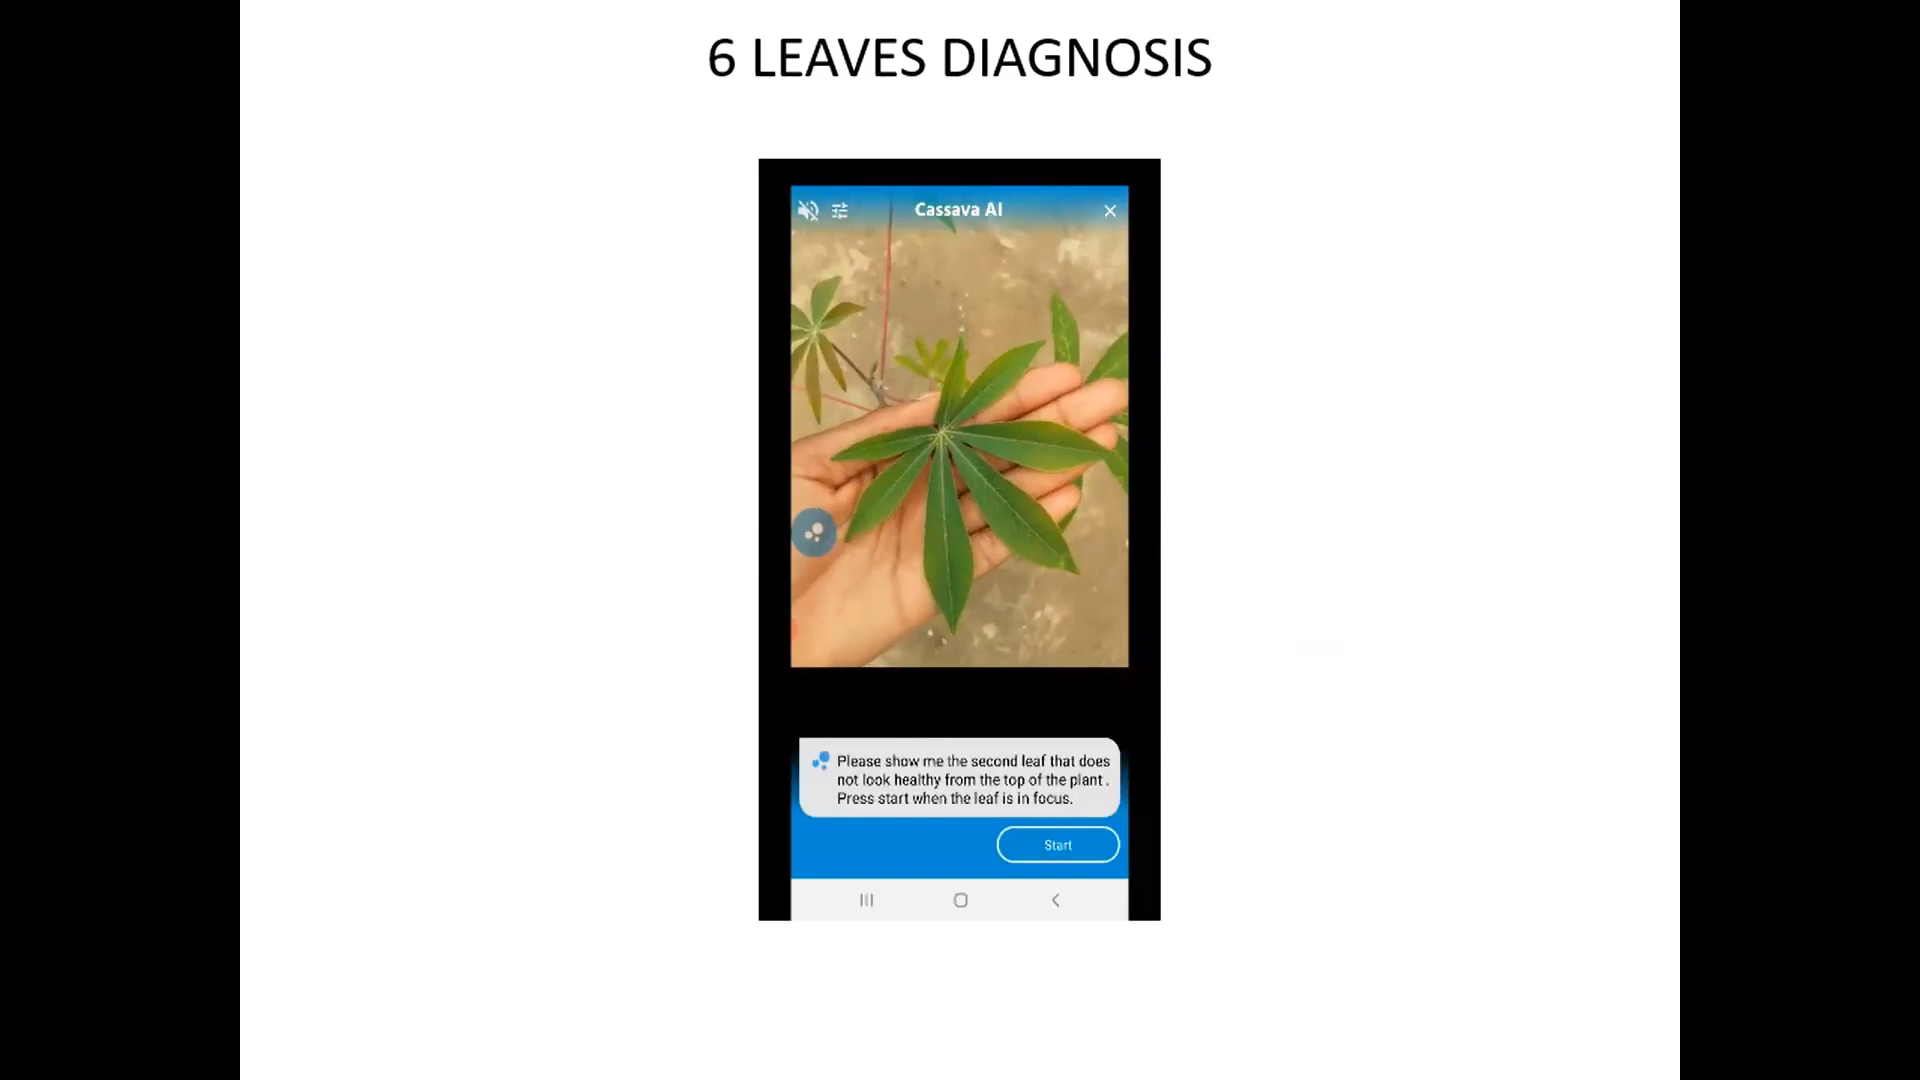 6 LEAVES DIAGNOSIS
Cassava AI
Please show me the second leaf that does
not look healthy from the top of the plant .
Press start when the leaf is in focus.
Start